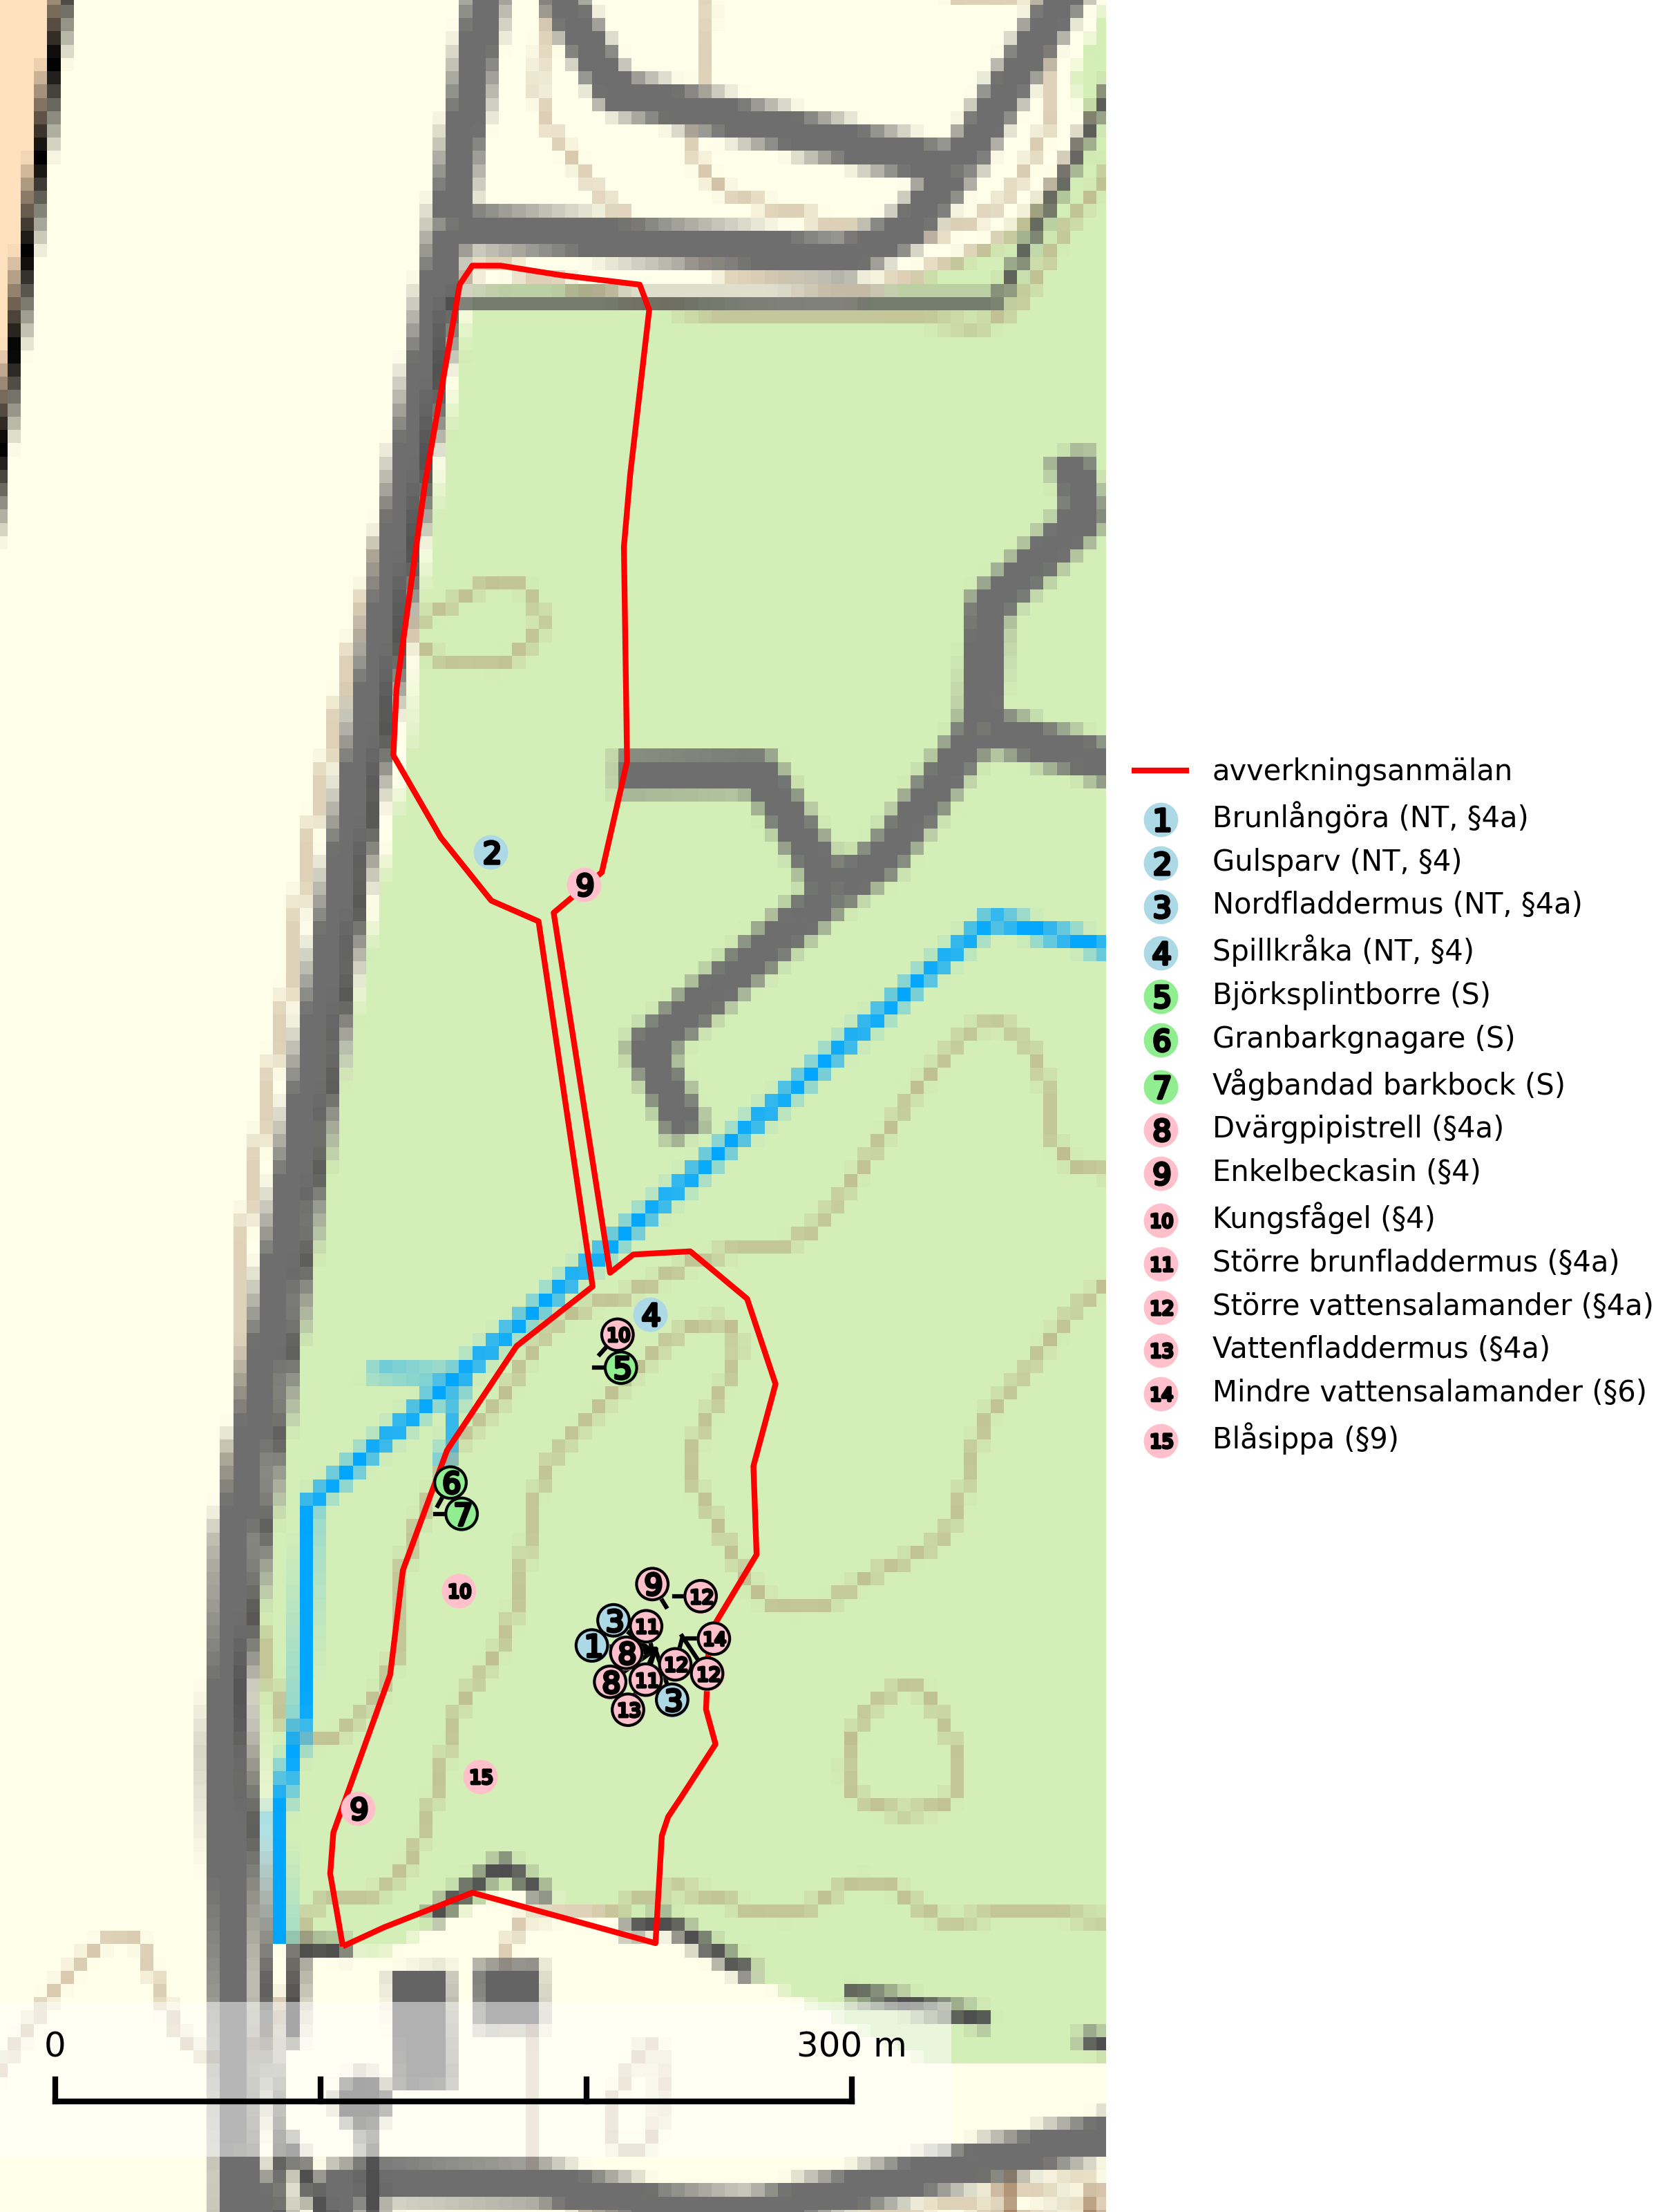 2
9
4
10
5
6
7
10
9
12
3
11
14
1
8
12
12
8
11
3
13
15
9
0
300 m
avverkningsanmälan
1 Brunlångöra (NT, §4a)
2 Gulsparv (NT, §4)
3 Nordfladdermus (NT, §4a)
4 Spillkråka (NT, §4)
5 Björksplintborre (S)
6 Granbarkgnagare (S)
7 Vågbandad barkbock (S)
8 Dvärgpipistrell (§4a)
9 Enkelbeckasin (§4)
10 Kungsfågel (§4)
11 Större brunfladdermus (§4a)
12 Större vattensalamander (§4a)
13 Vattenfladdermus (§4a)
14 Mindre vattensalamander (§6)
15 Blåsippa (§9)